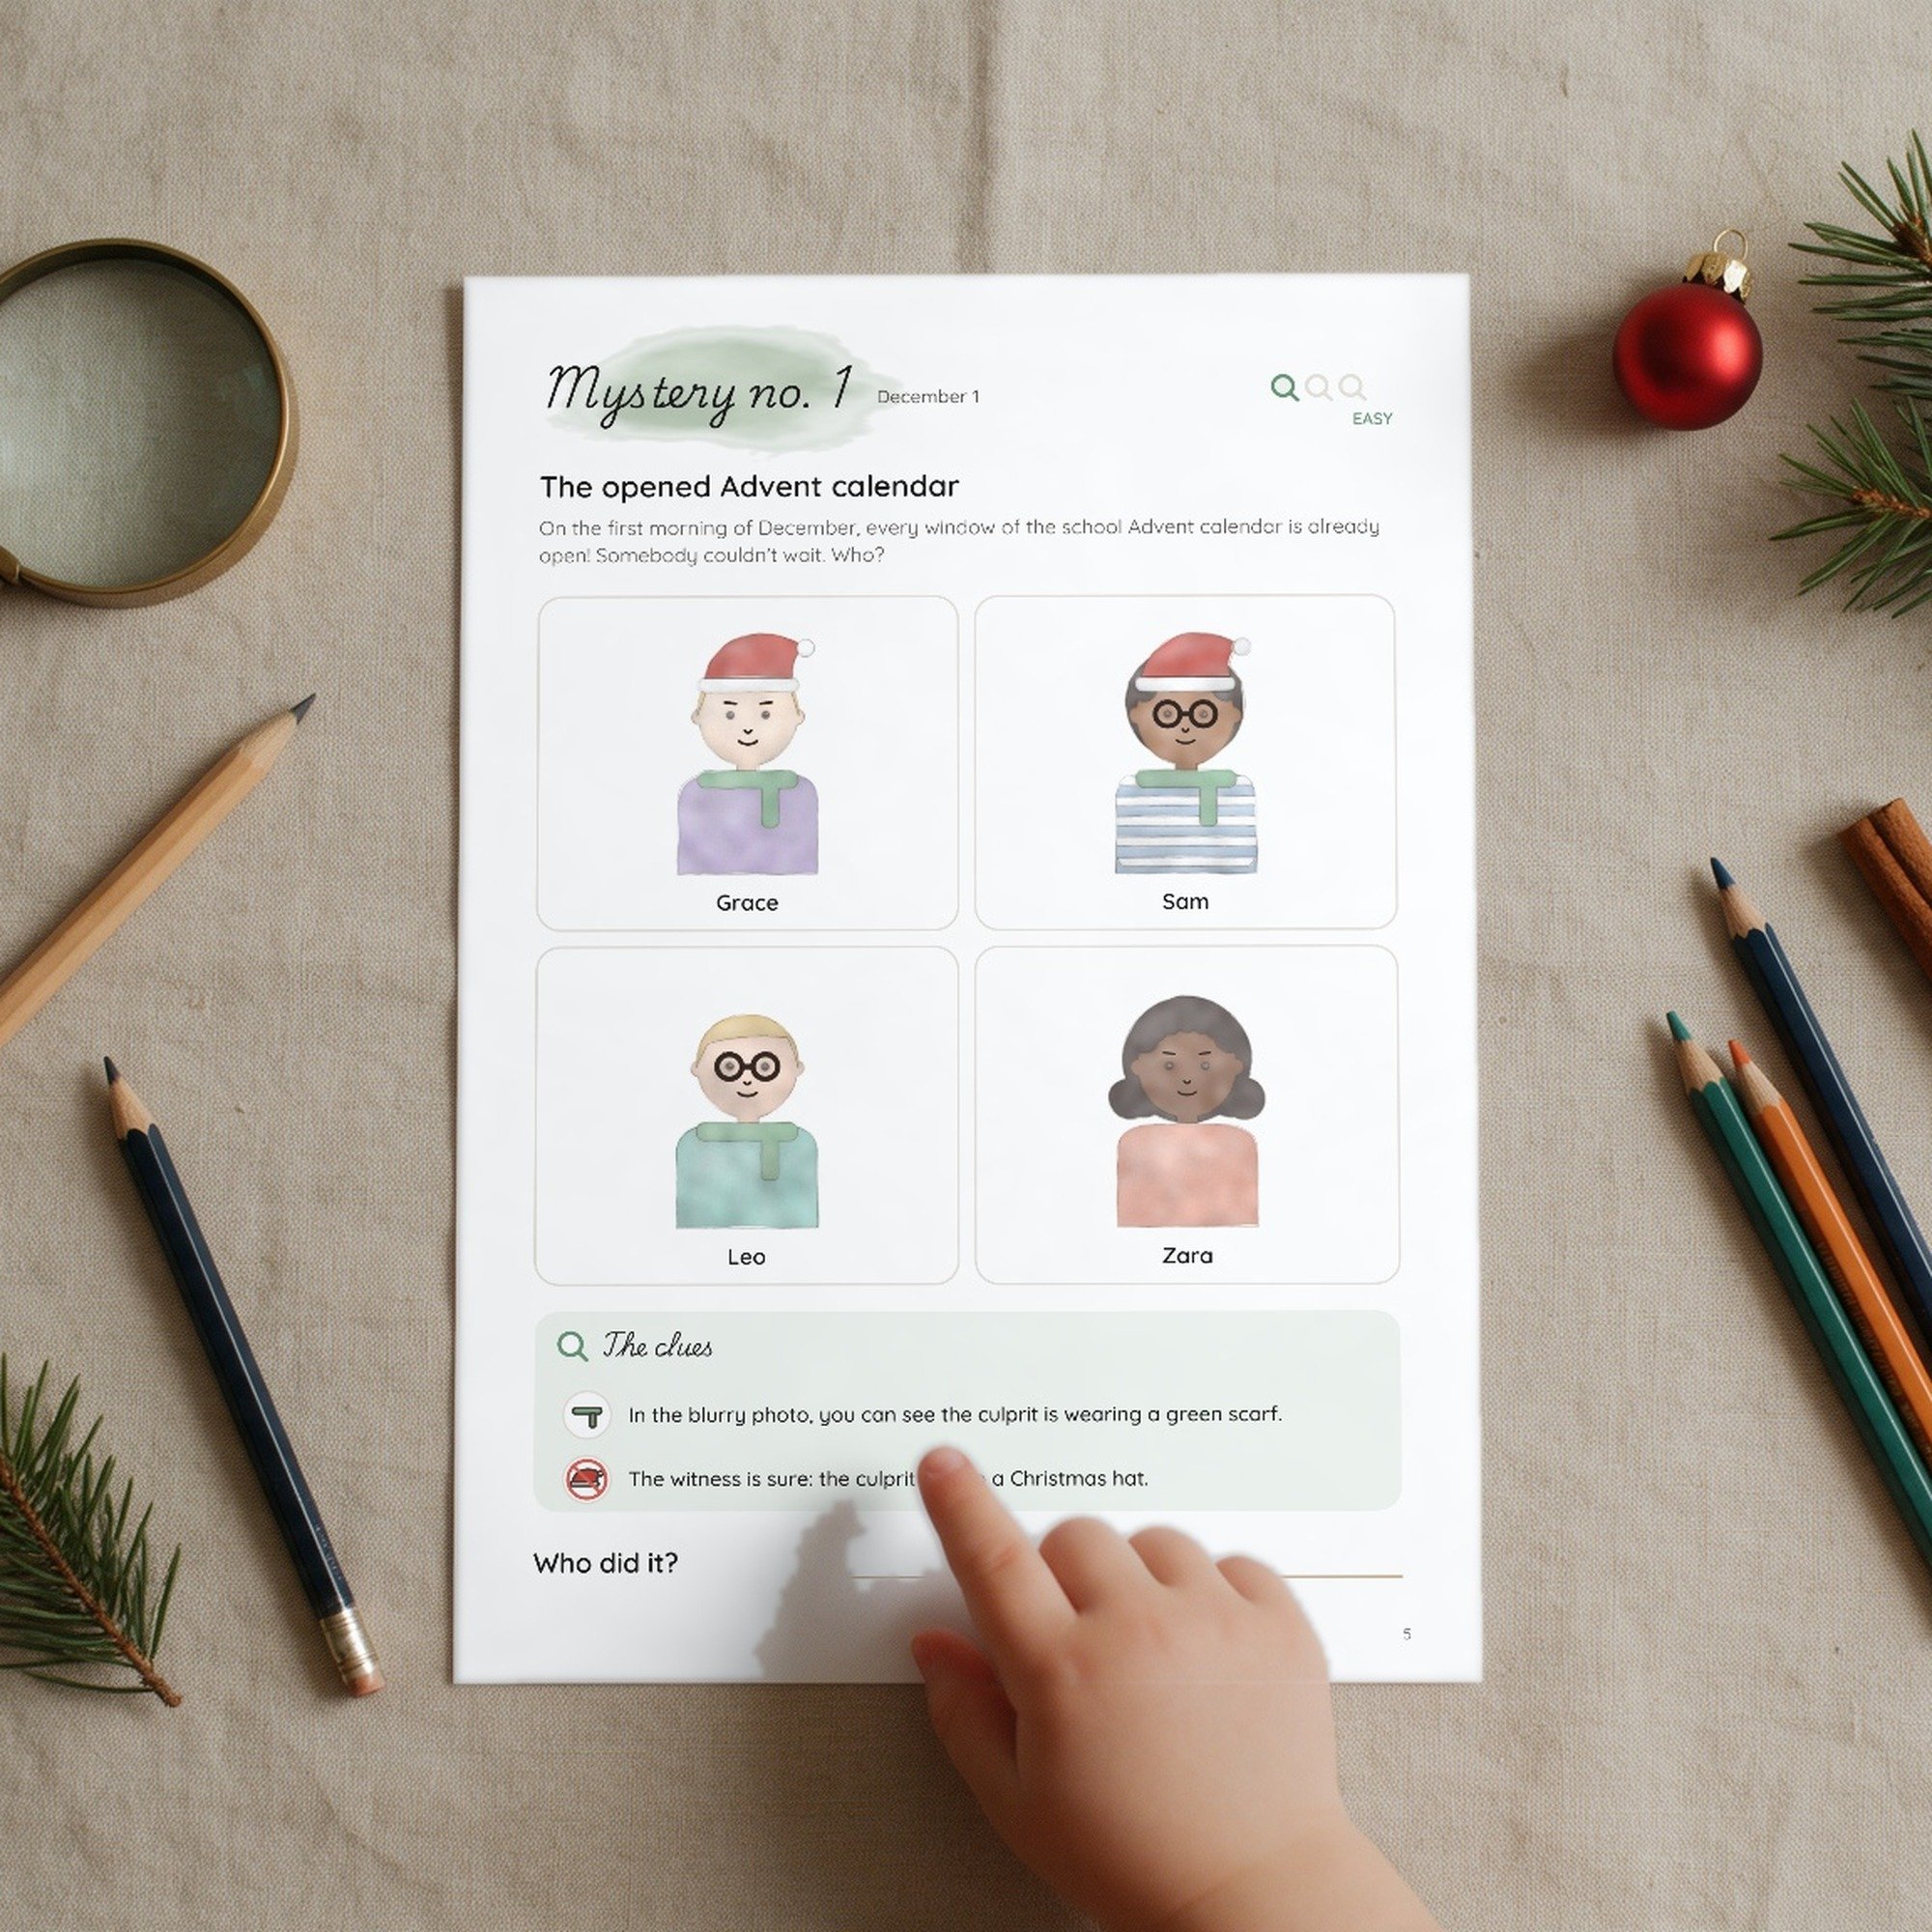 Mystery no. 1 December 1
EASY
The opened Advent calendar
On the first morning of December, every window of the school Advent calendar is already
open! Somebody couldn't wait. Who?
Grace
Sam
Leo
Zara
The clues
In the blurry photo, you can see the culprit is wearing a green scarf.
The witness is sure: the culprit a Christmas hat.
Who did it?
5